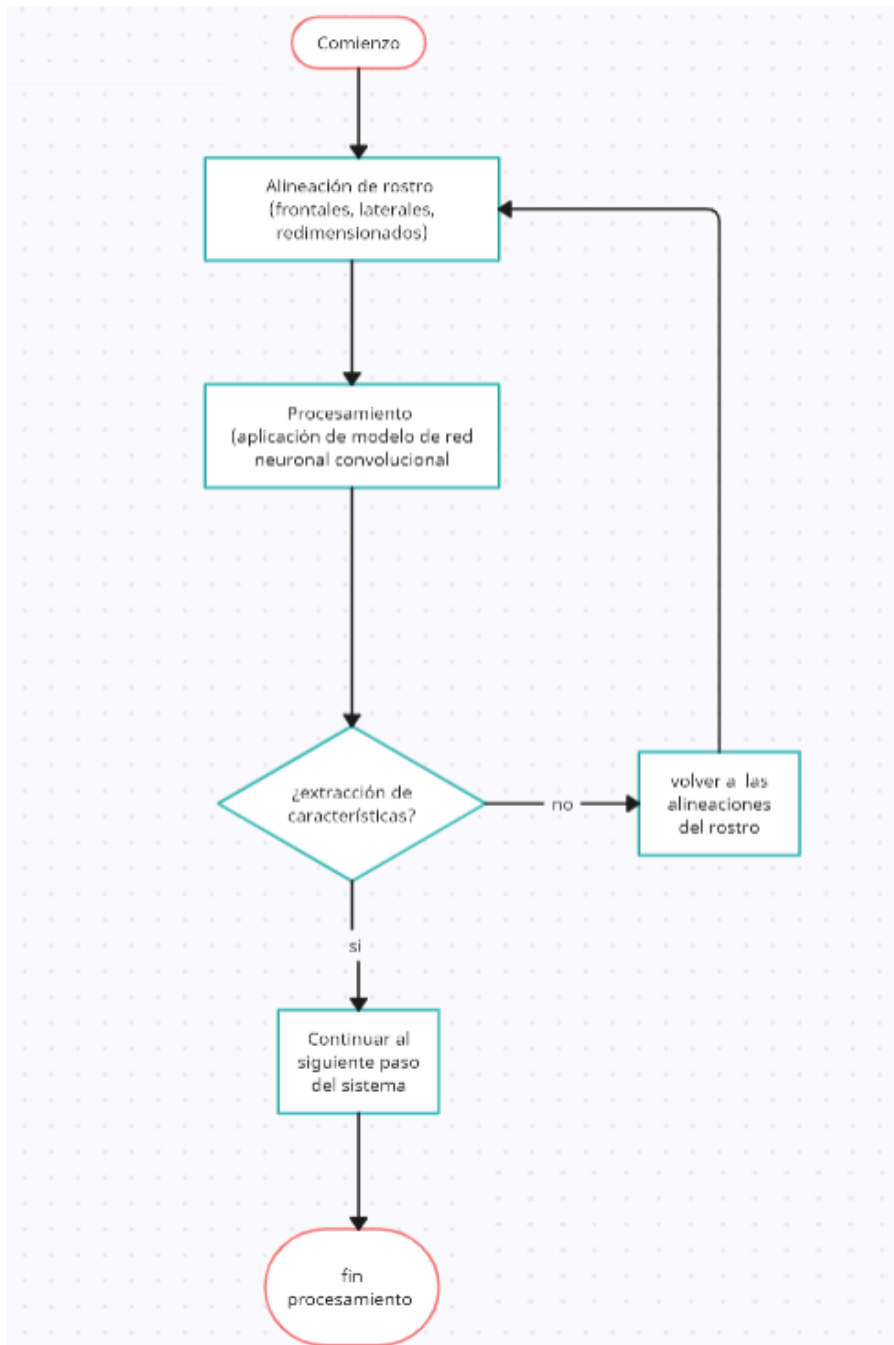 Comienzo
Alineación de rostro
(frontales, laterales,
redimensionados)
Procesamiento
(aplicación de modelo de red
neuronal convolucional
¿extracción de
características?
no
volver a las
alineaciones
del rostro
si
Continuar al
siguiente paso
del sistema
fin
procesamiento